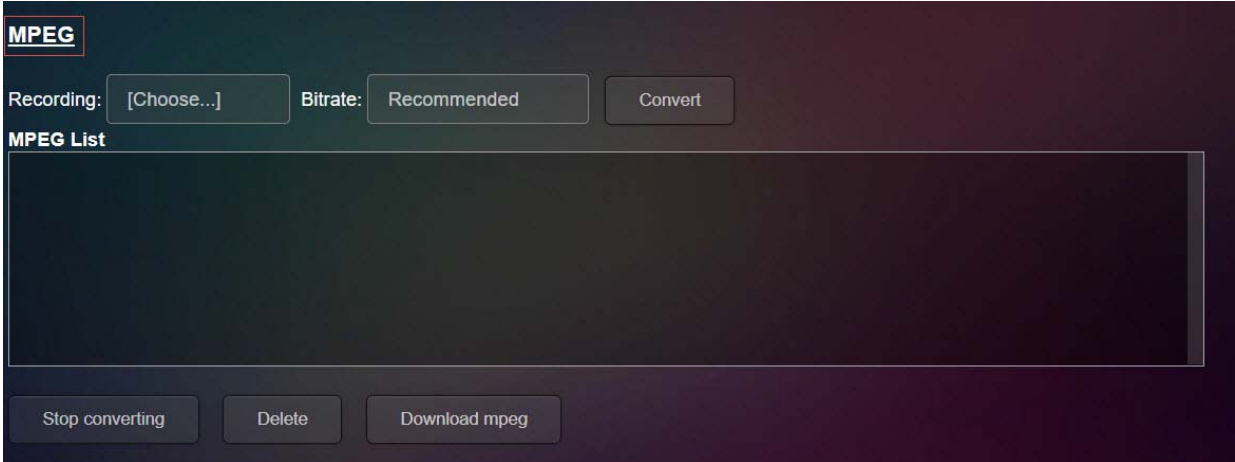 MPEG
Recording: [Choose...] Bitrate: Recommended Convert
MPEG List
Stop converting Delete Download mpeg